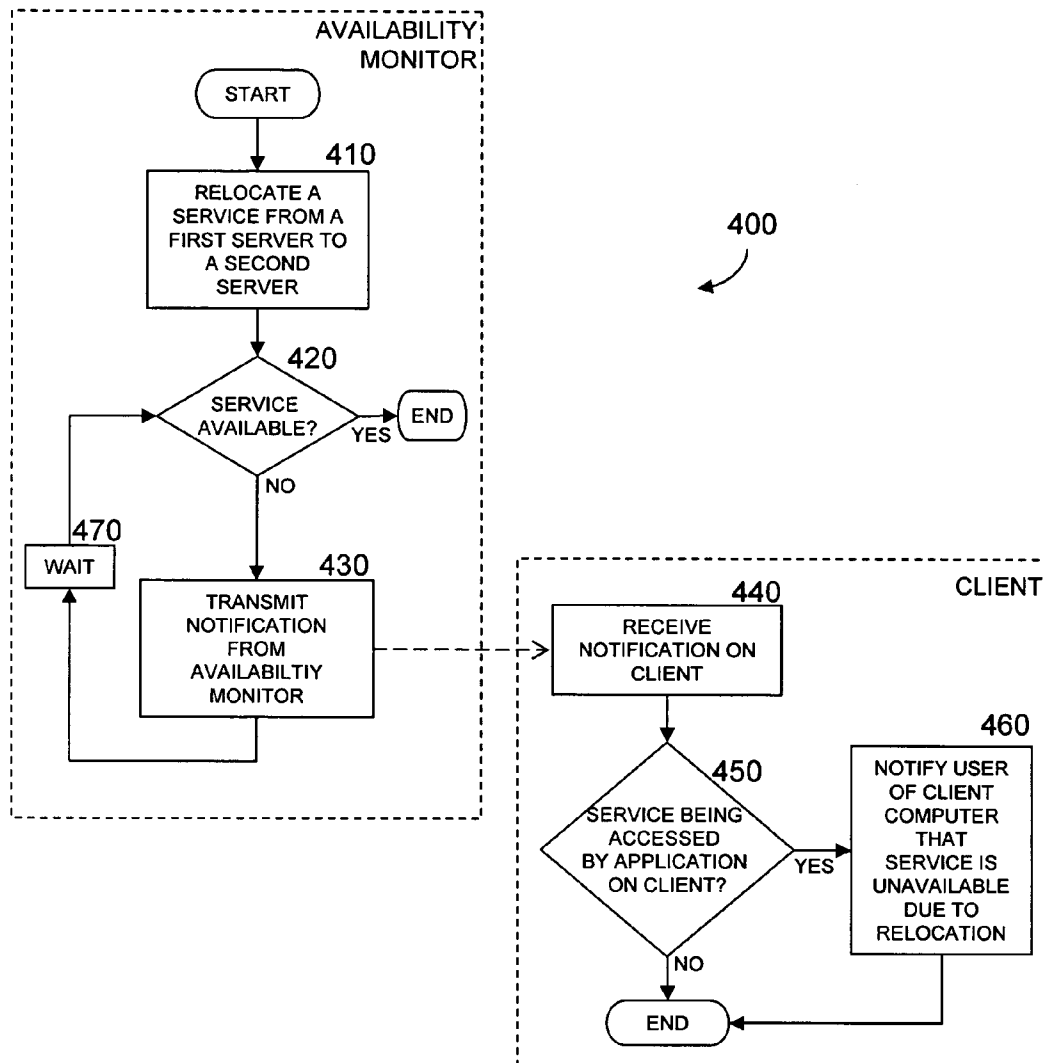 AVAILABILITY
MONITOR
START
410
RELOCATE A
SERVICE FROM A
FIRST SERVER TO
A SECOND
SERVER
400
420
SERVICE
AVAILABLE?
YES
END
NO
470
WAIT
430
TRANSMIT
NOTIFICATION
FROM
AVAILABILTIY
MONITOR
CLIENT
440
RECEIVE
NOTIFICATION ON
CLIENT
450
SERVICE BEING
ACCESSED
BY APPLICATION
ON CLIENT?
YES
460
NOTIFY USER
OF CLIENT
COMPUTER
THAT
SERVICE IS
UNAVAILABLE
DUE TO
RELOCATION
NO
END